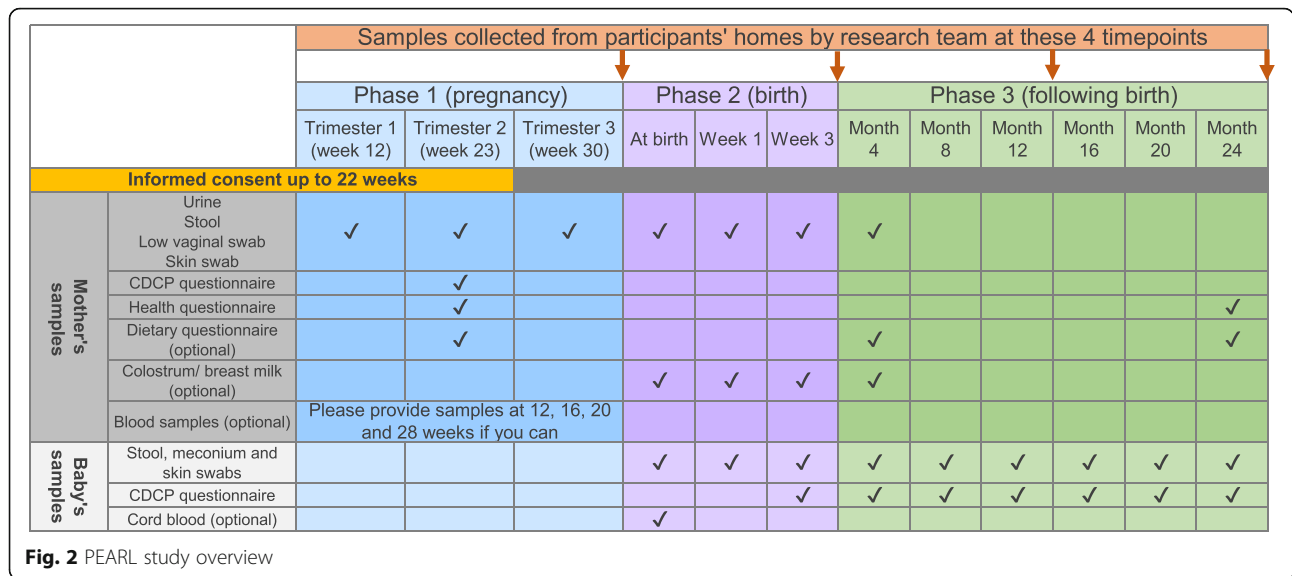 Samples collected from participants' homes by research team at these 4 timepoints
Phase 1 (pregnancy) Phase 2 (birth) Phase 3 (following birth)
Trimester 1 Trimester 2 Trimester 3 At birth Week 1 Week 3 Month Month Month Month Month Month
(week 12) (week 23) (week 30) 4 8 12 16 20 24
Informed consent up to 22 weeks
Mother's
samples
Urine
Stool
Low vaginal swab
Skin swab
✓ ✓ ✓ ✓ ✓ ✓ ✓
CDCP questionnaire ✓
Health questionnaire ✓ ✓
Dietary questionnaire
(optional) ✓ ✓ ✓
Colostrum/ breast milk
(optional) ✓ ✓ ✓ ✓
Blood samples (optional)
Please provide samples at 12, 16, 20
and 28 weeks if you can
Baby's
samples
Stool, meconium and
skin swabs ✓ ✓ ✓ ✓ ✓ ✓ ✓ ✓ ✓
CDCP questionnaire ✓ ✓ ✓ ✓ ✓ ✓ ✓
Cord blood (optional) ✓
Fig. 2 PEARL study overview